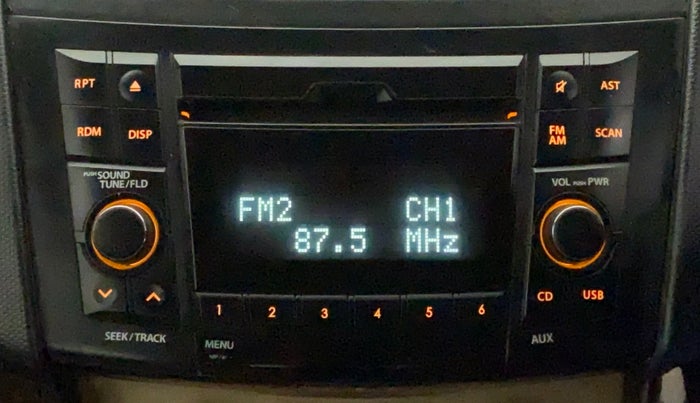 RPT
AST
RDM
DISP
FM
AM
SCAN
PUSH SOUND
TUNE/FLD
VOL PUSH PWR
FM2 CH1
87.5 MHz
CD
USB
1 2 3 4 5 6
SEEK/TRACK
MENU
AUX